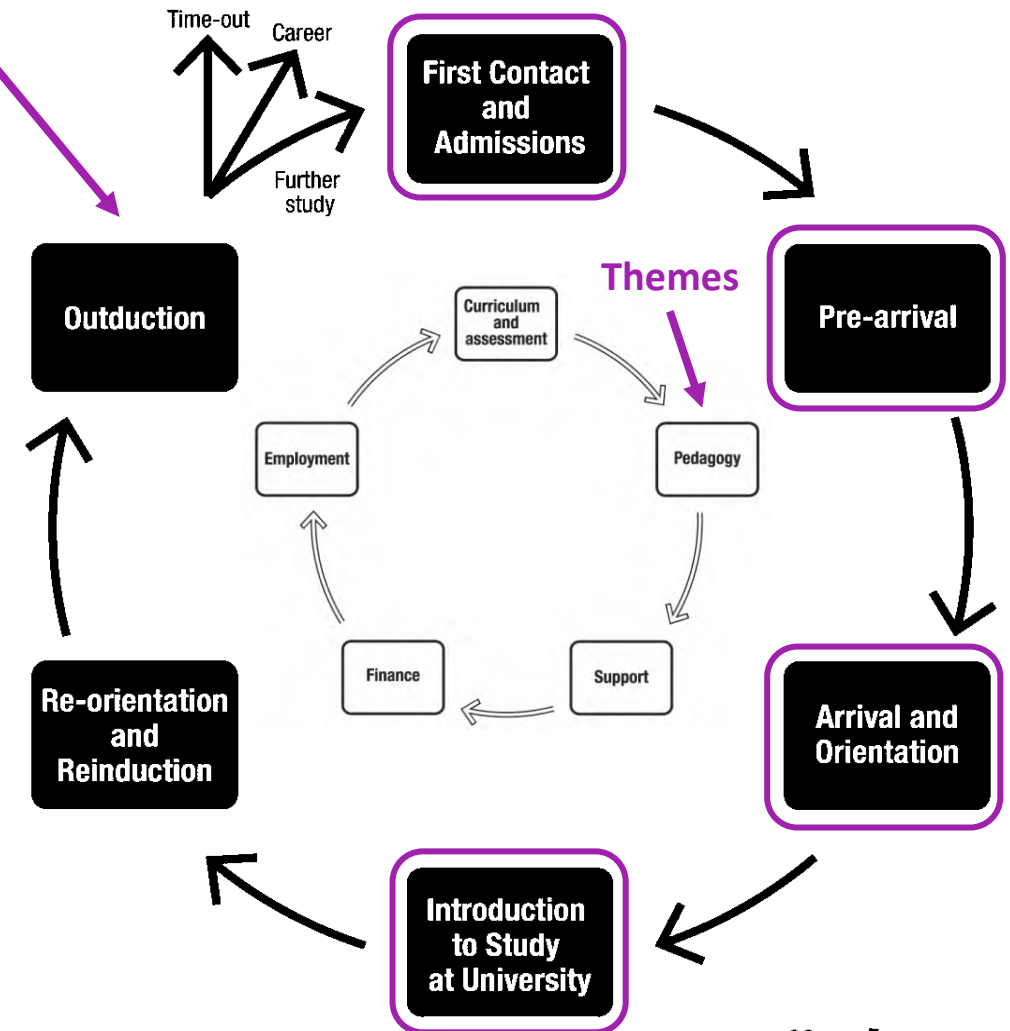 Time-out
Career
Further
study
First Contact
and
Admissions
Pre-arrival
Arrival and
Orientation
Introduction
to Study
at University
Re-orientation
and
Reinduction
Outduction
Themes
Curriculum
and
assessment
Pedagogy
Support
Finance
Employment